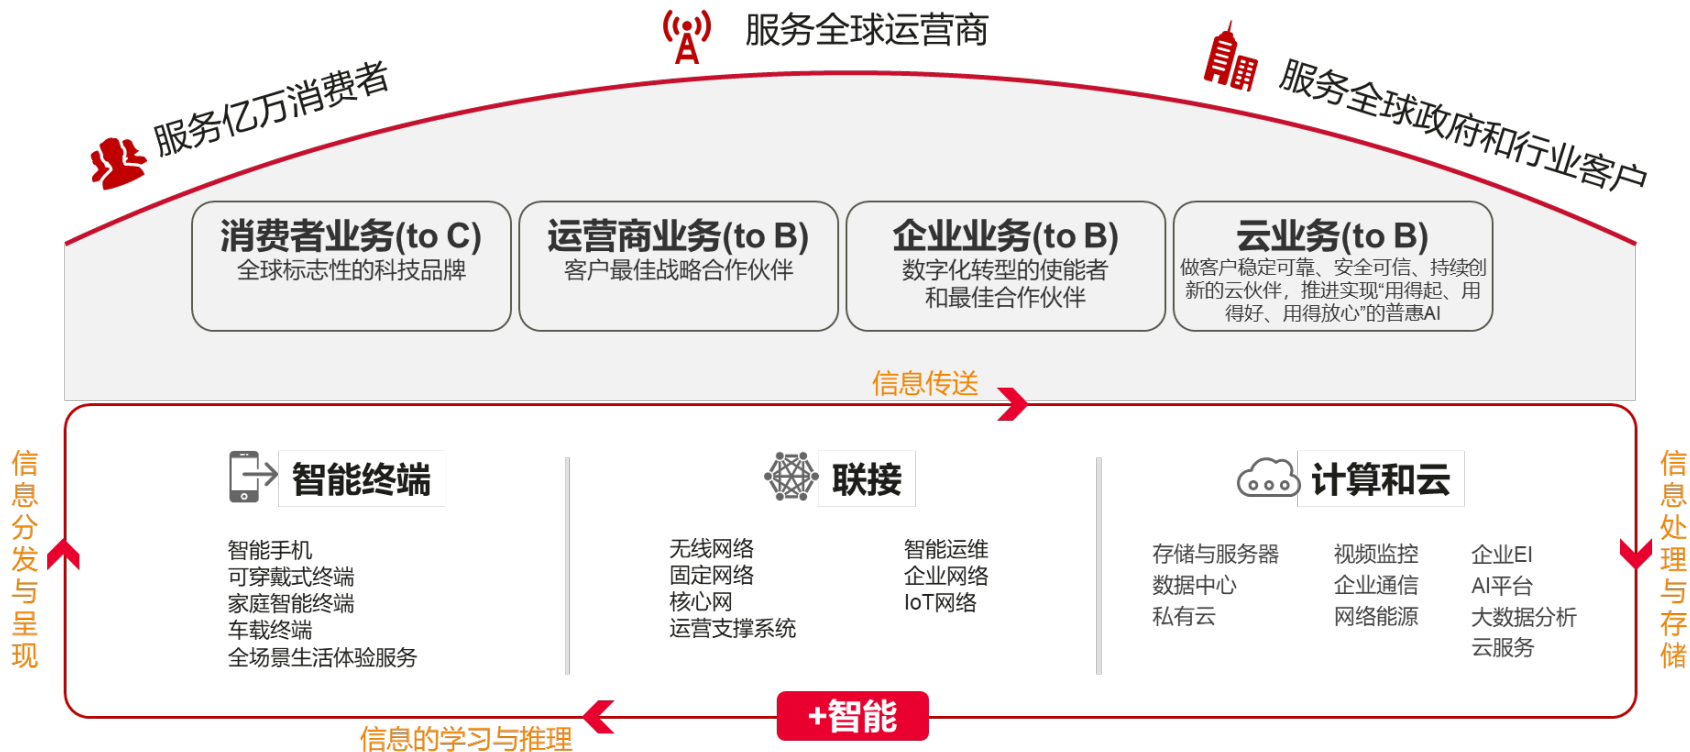 服务全球运营商
服务亿万消费者
服务全球政府和行业客户
消费者业务(to C)
全球标志性的科技品牌
运营商业务(to B)
客户最佳战略合作伙伴
企业业务(to B)
数字化转型的使能者
和最佳合作伙伴
云业务(to B)
做客户稳定可靠、安全可信、持续创
新的云伙伴，推进实现“用得起、用
得好、用得放心”的普惠AI
信息传送
信息分发与呈现
智能终端
智能手机
可穿戴式终端
家庭智能终端
车载终端
全场景生活体验服务
联接
无线网络
固定网络
核心网
运营支撑系统
智能运维
企业网络
IoT网络
计算和云
存储与服务器
数据中心
私有云
视频监控
企业通信
网络能源
企业EI
AI平台
大数据分析
云服务
信息处理与存储
+智能
信息的学习与推理